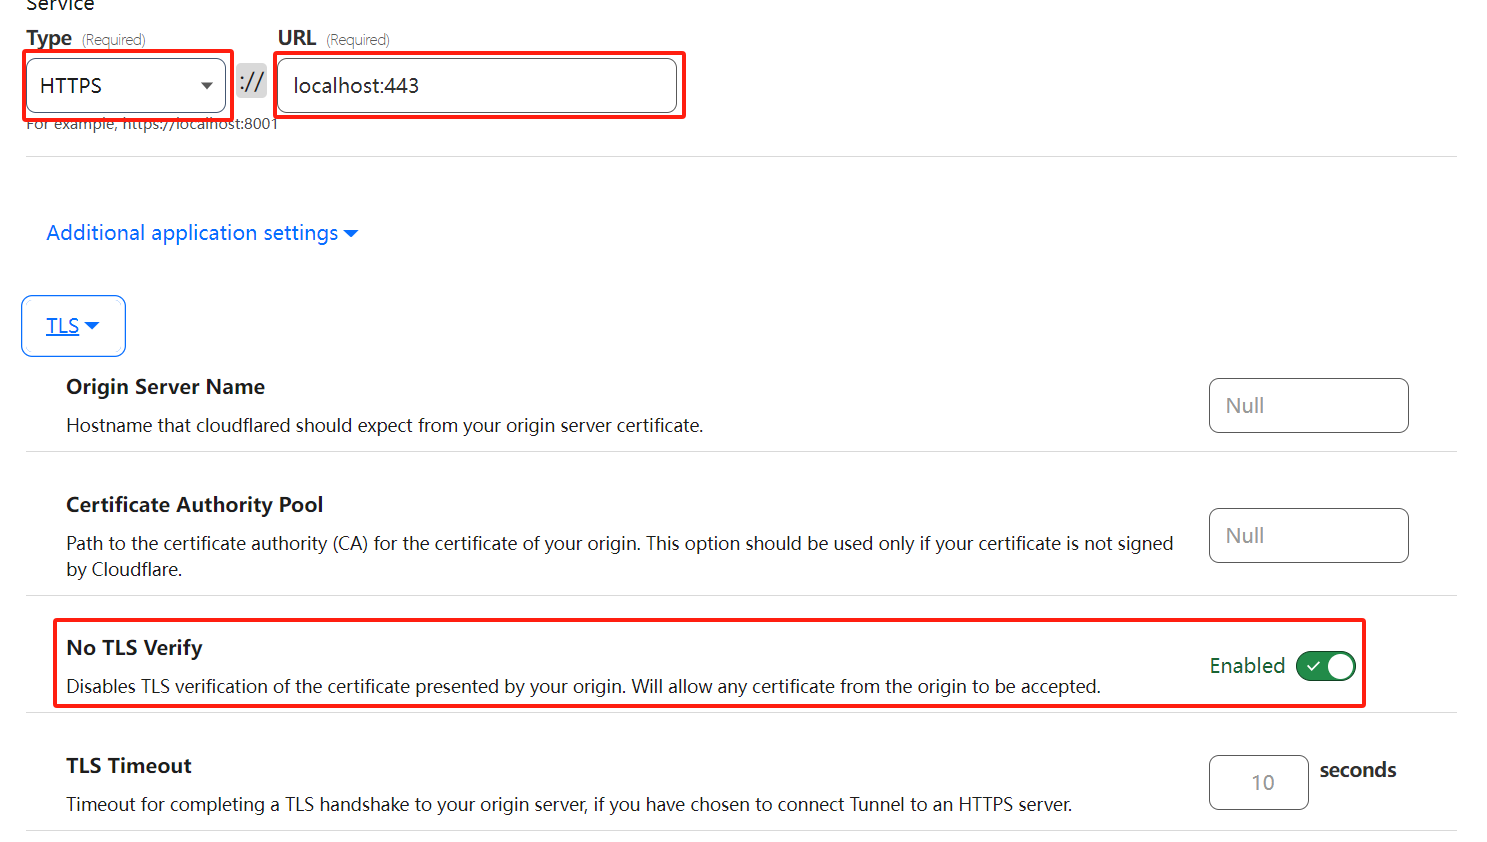 Service
Type (Required)
URL (Required)
HTTPS
://
localhost:443
For example, https://localhost:8001
Additional application settings
TLS
Origin Server Name
Hostname that cloudflared should expect from your origin server certificate.
Null
Certificate Authority Pool
Path to the certificate authority (CA) for the certificate of your origin. This option should be used only if your certificate is not signed
by Cloudflare.
Null
No TLS Verify
Disables TLS verification of the certificate presented by your origin. Will allow any certificate from the origin to be accepted.
Enabled
TLS Timeout
Timeout for completing a TLS handshake to your origin server, if you have chosen to connect Tunnel to an HTTPS server.
10 seconds